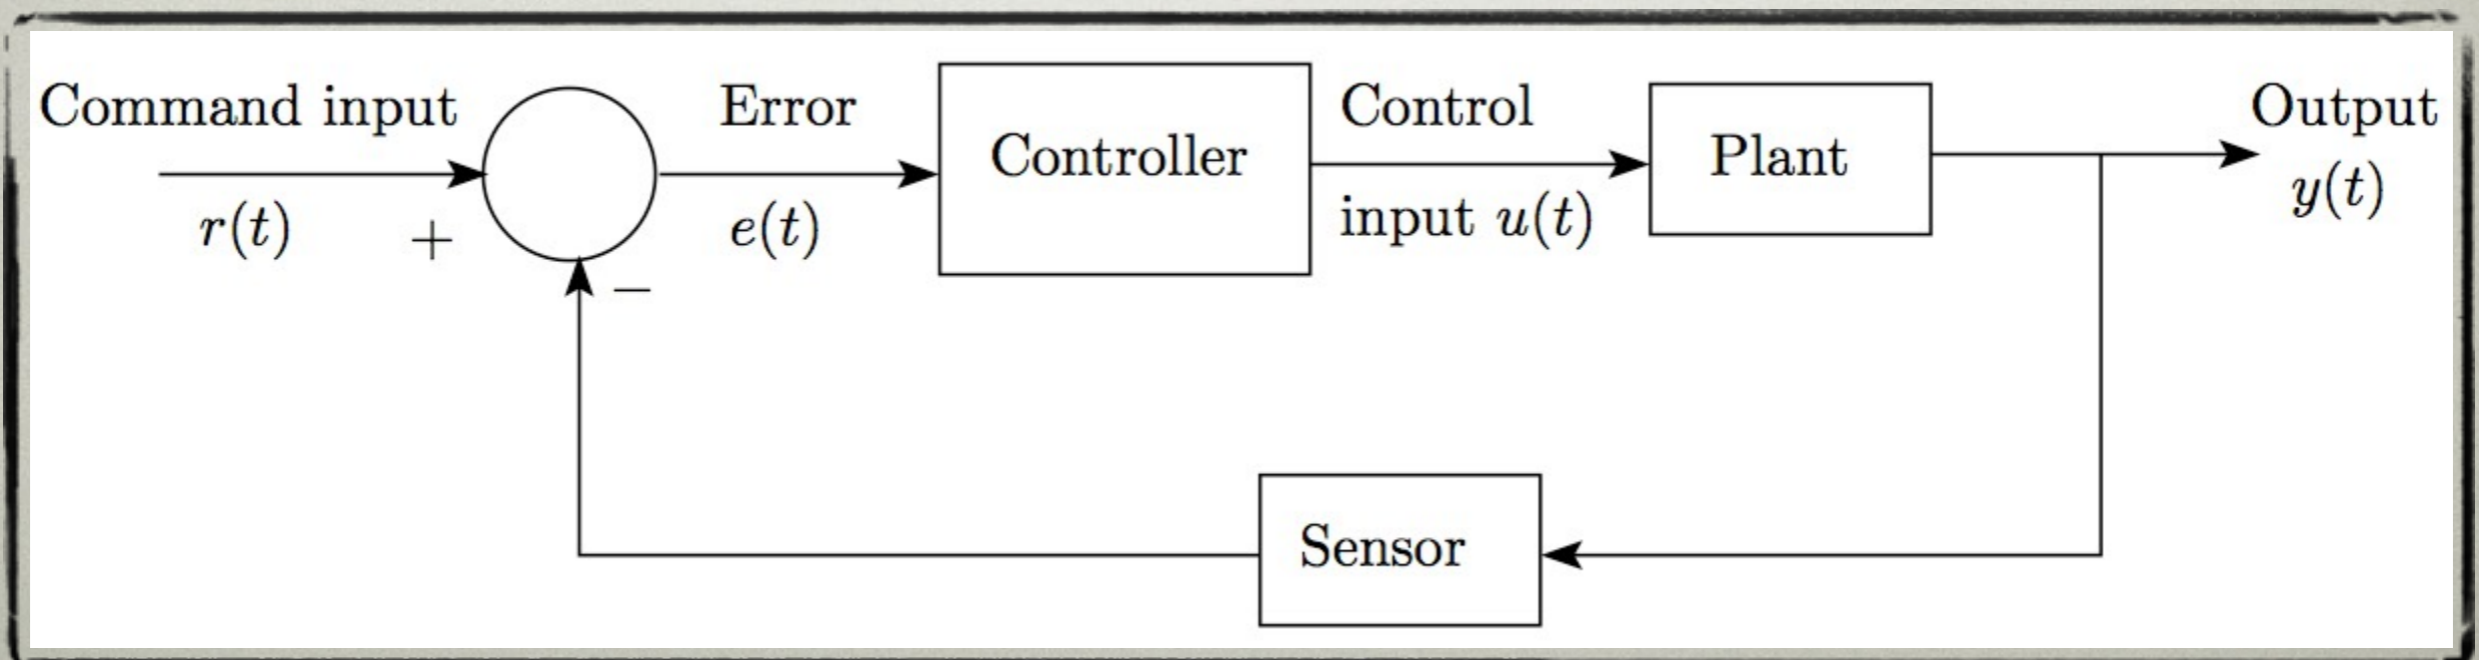 Command input
r(t)
+
−
Error
e(t)
Controller
Control
input u(t)
Plant
Output
y(t)
Sensor